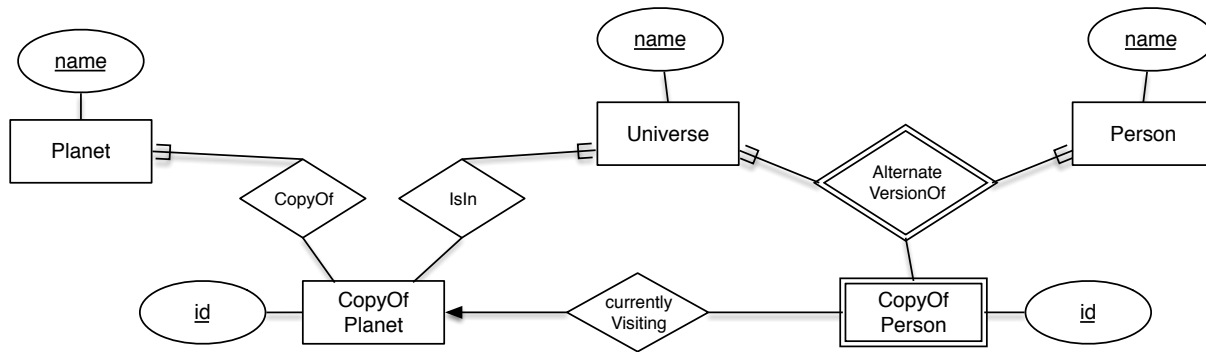 name
name
name
Planet
Universe
Person
CopyOf
IsIn
Alternate
VersionOf
id
CopyOf
Planet
currently
Visiting
CopyOf
Person
id